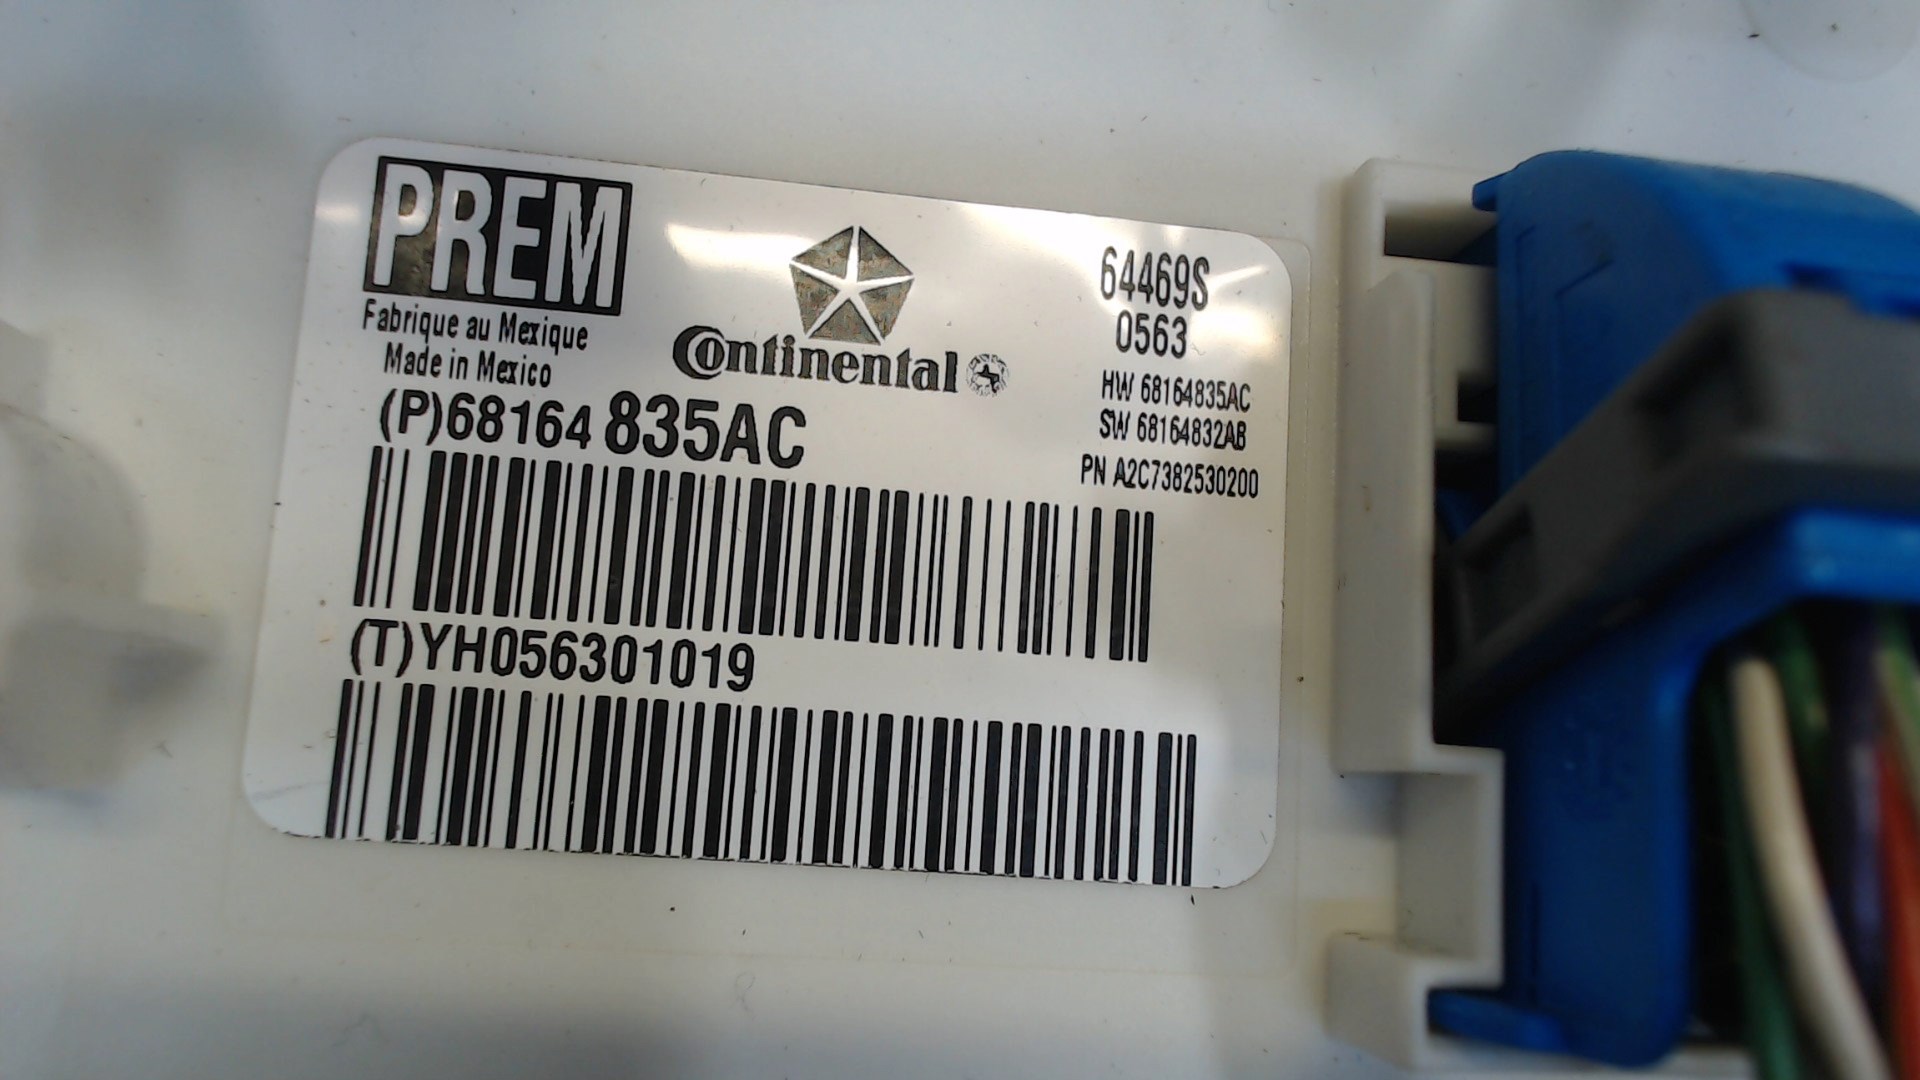 PREM
Fabrique au Mexique
Made in Mexico
Continental
64469S
0563
HW 68164835AC
SW 68164832AB
PN A2C7382530200
(P)68164 835AC
(T)YH056301019